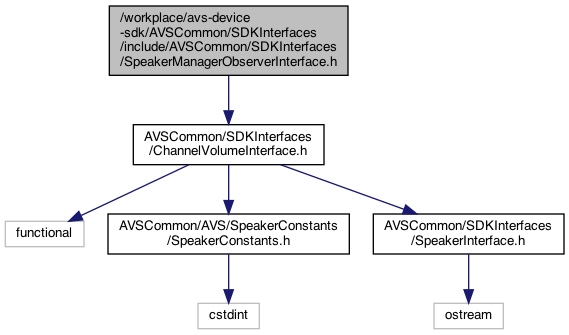 /workplace/avs-device
-sdk/AVSCommon/SDKInterfaces
/include/AVSCommon/SDKInterfaces
/SpeakerManagerObserverInterface.h
AVSCommon/SDKInterfaces
/ChannelVolumeInterface.h
functional
AVSCommon/AVS/SpeakerConstants
/SpeakerConstants.h
AVSCommon/SDKInterfaces
/SpeakerInterface.h
cstdint
ostream